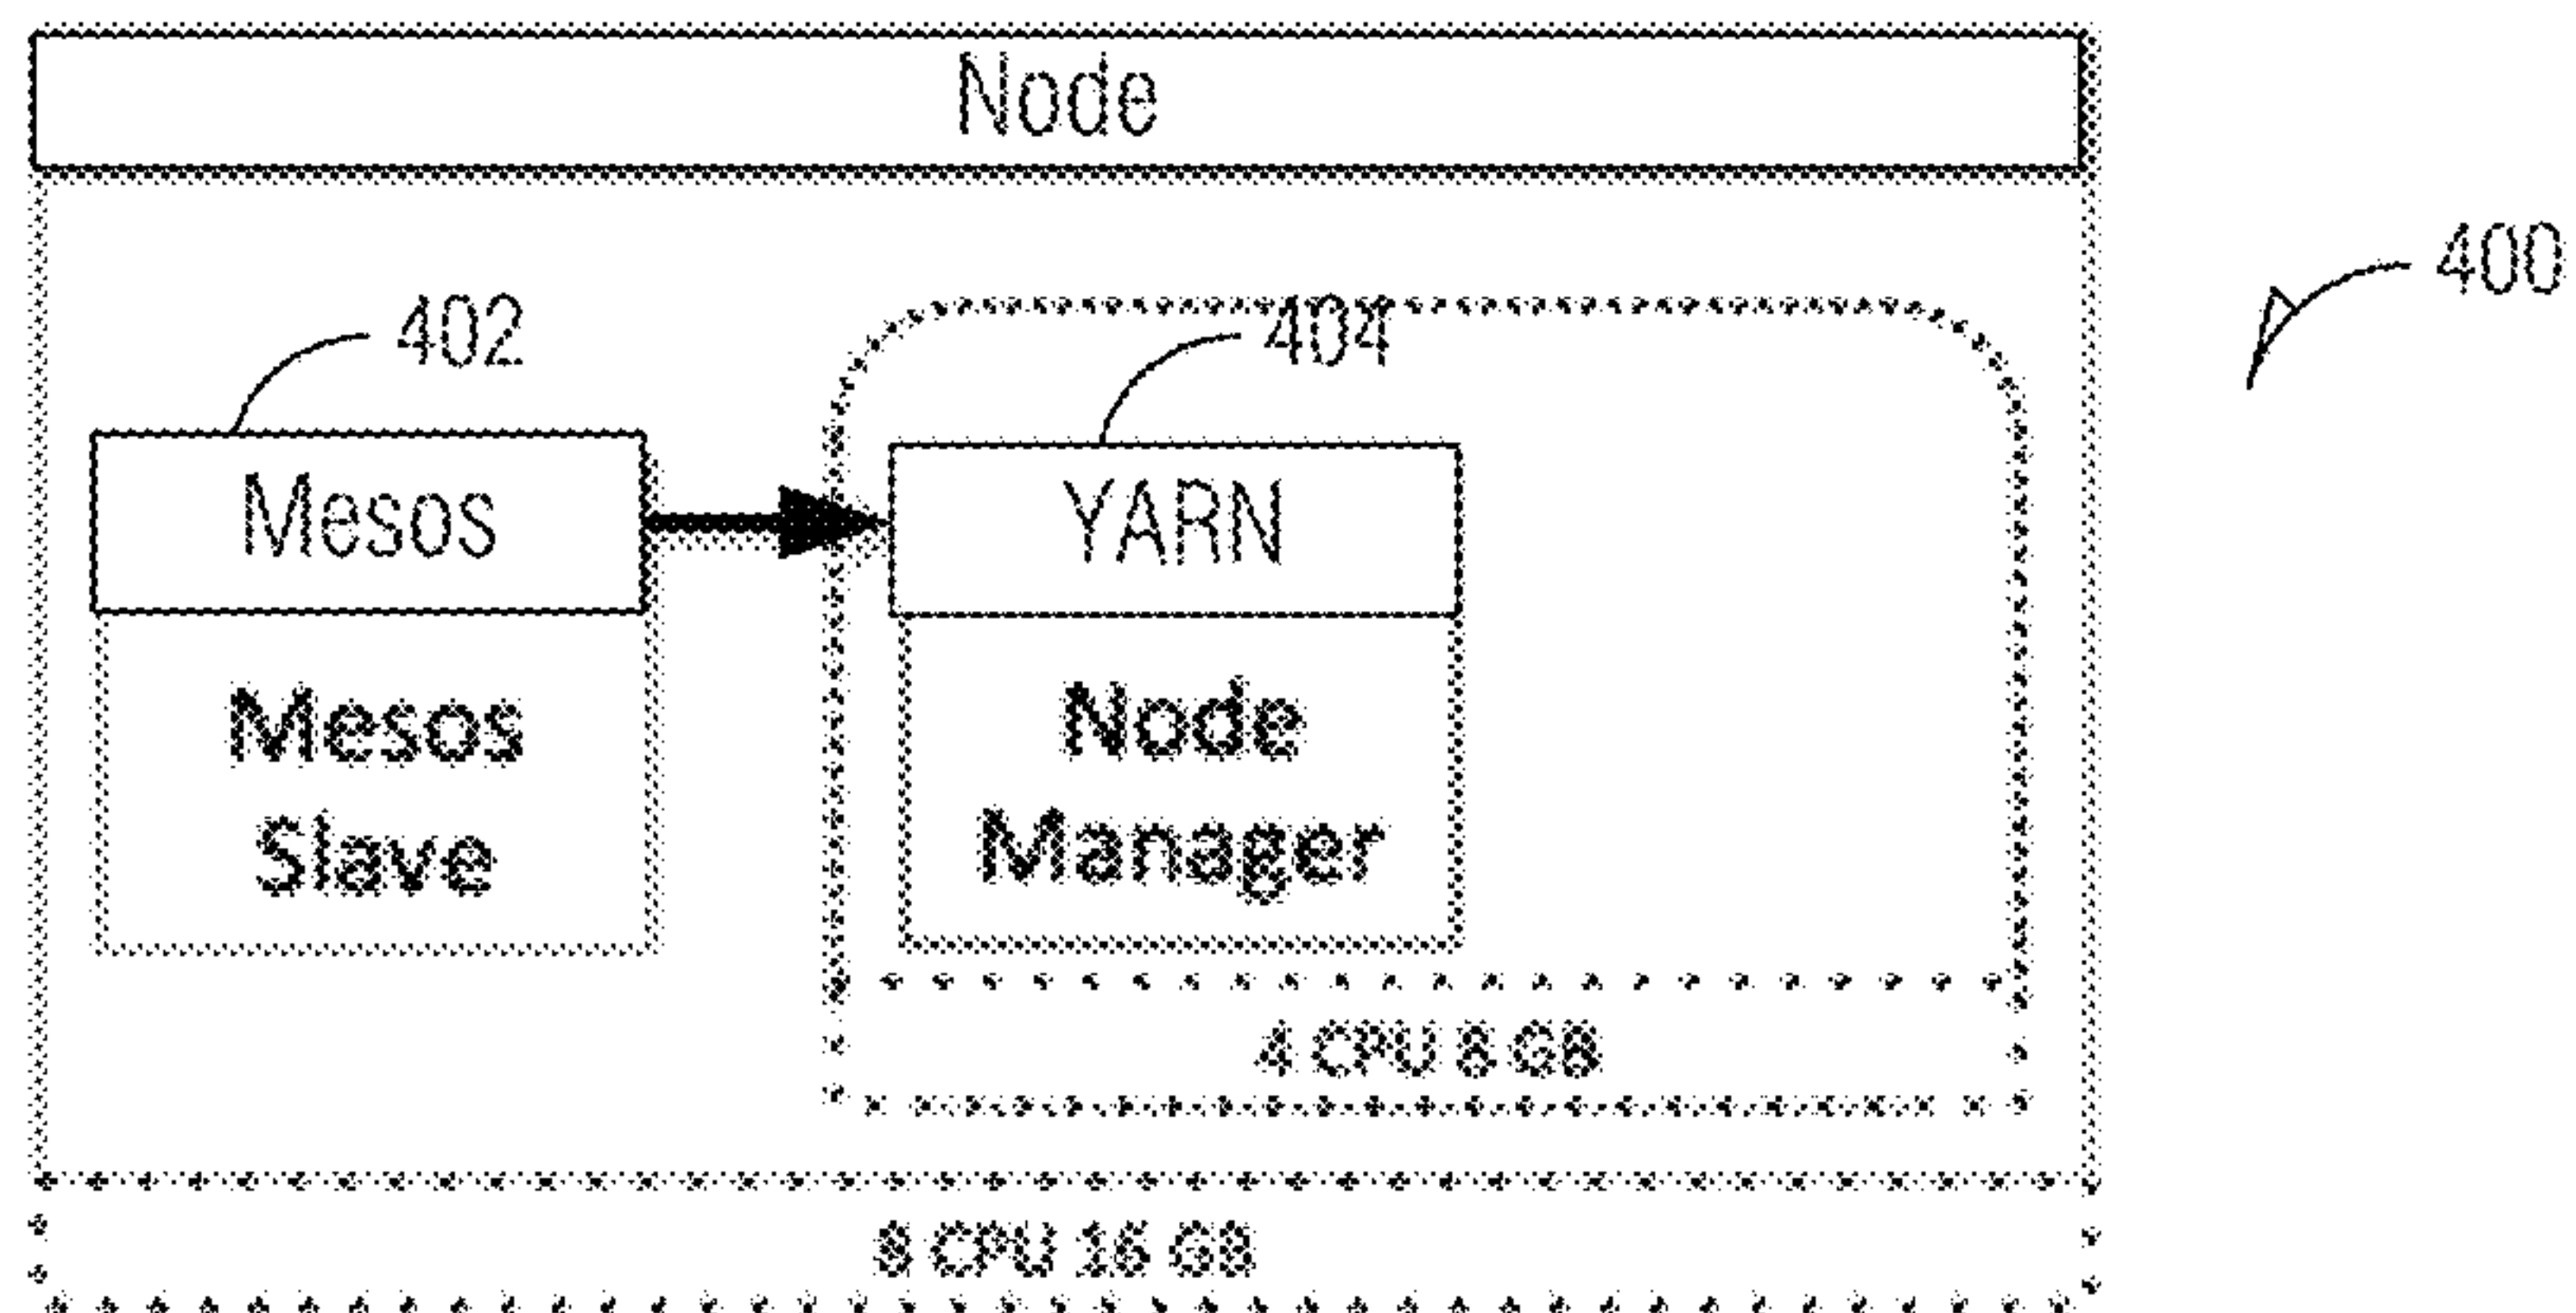 Node
400
402
404
Mesos
YARN
Mesos
Slave
Node
Manager
4 CPU 8 GB
8 CPU 16 GB